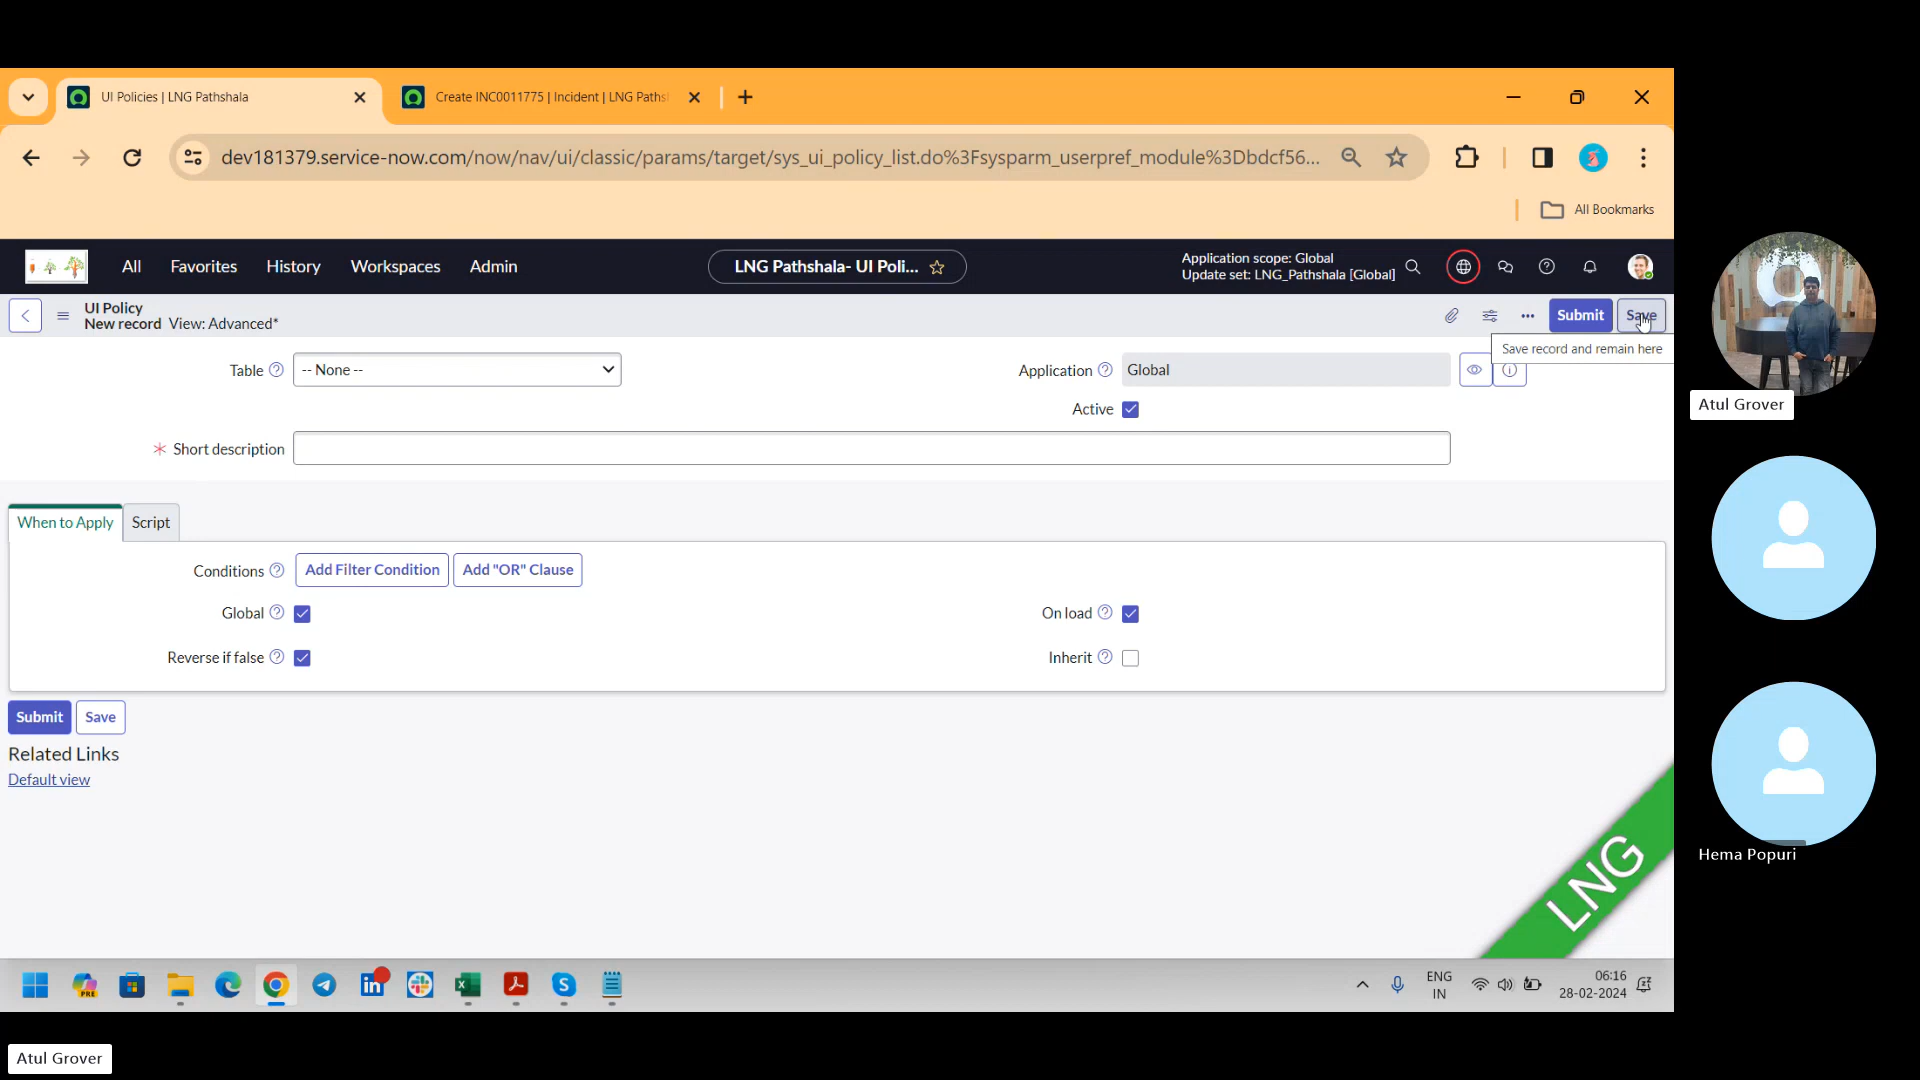 UI Policies | LNG Pathshala
Create INC0011775 | Incident | LNG Paths
dev181379.service-now.com/now/nav/ui/classic/params/target/sys_ui_policy_list.do%3Fsysparm_userpref_module%3Dbdcf56...
All Bookmarks
All
Favorites
History
Workspaces
Admin
LNG Pathshala- UI Poli...
Application scope: Global
Update set: LNG_Pathshala [Global]
UI Policy
New record View: Advanced*
Submit
Save
Save record and remain here
Table
-- None --
Application
Global
Active
Short description
When to Apply
Script
Conditions
Add Filter Condition
Add "OR" Clause
Global
On load
Reverse if false
Inherit
Submit
Save
Related Links
Default view
LNG
PRE
ENG
IN
06:16
28-02-2024
Atul Grover
Hema Popuri
Atul Grover